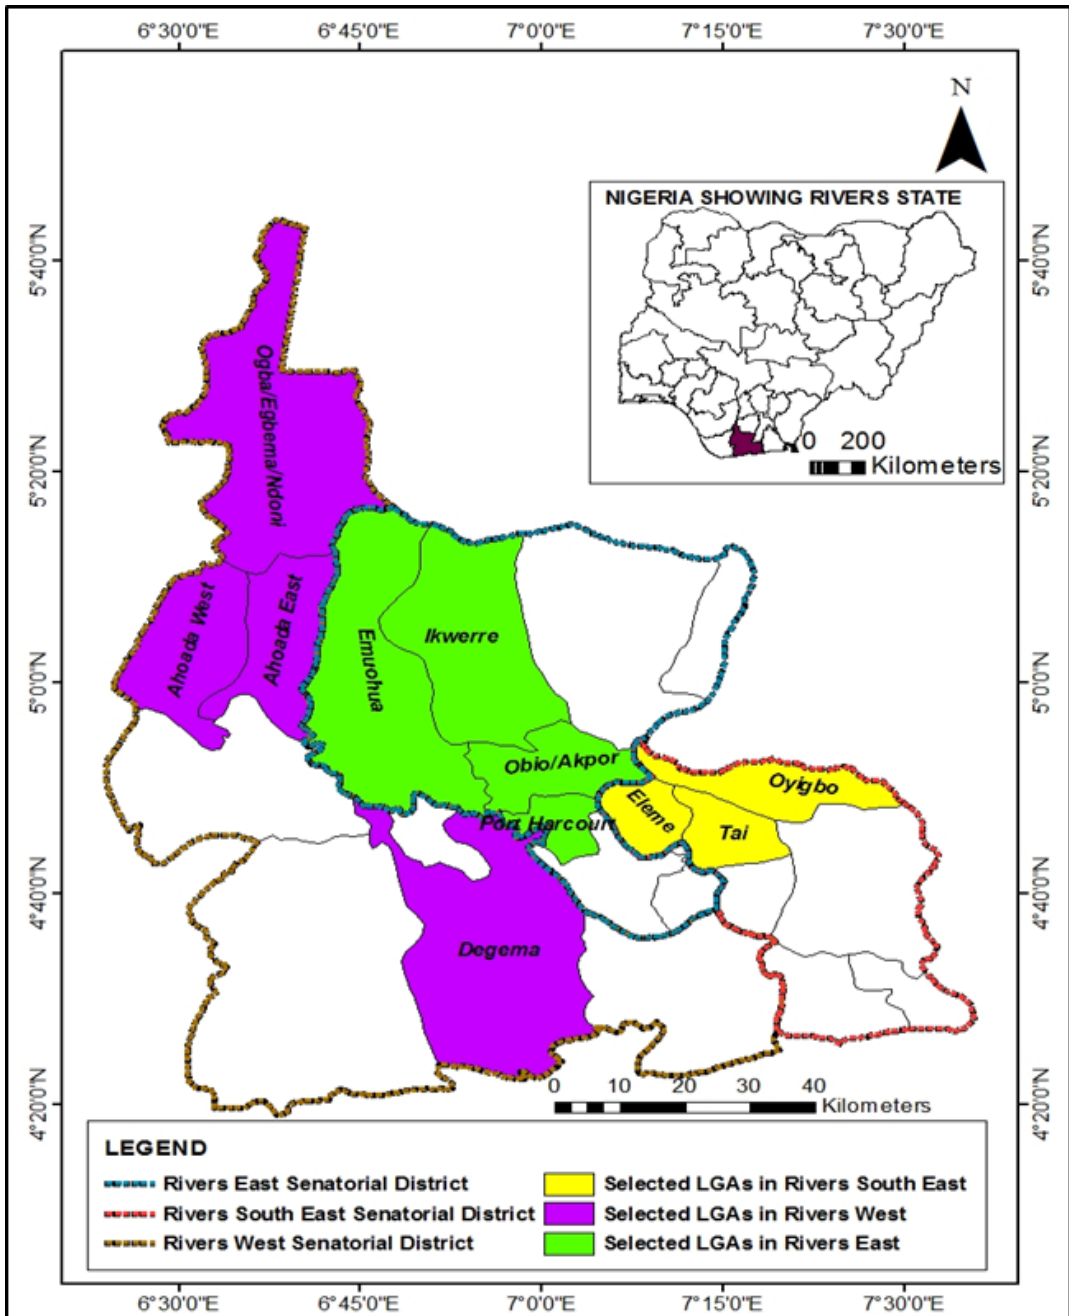 6°30'0"E 6°45'0"E 7°0'0"E 7°15'0"E 7°30'0"E
N
NIGERIA SHOWING RIVERS STATE
0 200
Kilometers
5°40'0"N 5°40'0"N
5°20'0"N 5°20'0"N
5°0'0"N 5°0'0"N
4°40'0"N 4°40'0"N
4°20'0"N 4°20'0"N
Ogba/Egbema/Ndoni
Ahoada West
Ahoada East
Emuohua
Ikwerre
Obio/Akpor
Port Harcourt
Oyigbo
Eleme
Tai
Degema
0 10 20 30 40
Kilometers
LEGEND
Rivers East Senatorial District
Rivers South East Senatorial District
Rivers West Senatorial District
Selected LGAs in Rivers South East
Selected LGAs in Rivers West
Selected LGAs in Rivers East
6°30'0"E 6°45'0"E 7°0'0"E 7°15'0"E 7°30'0"E